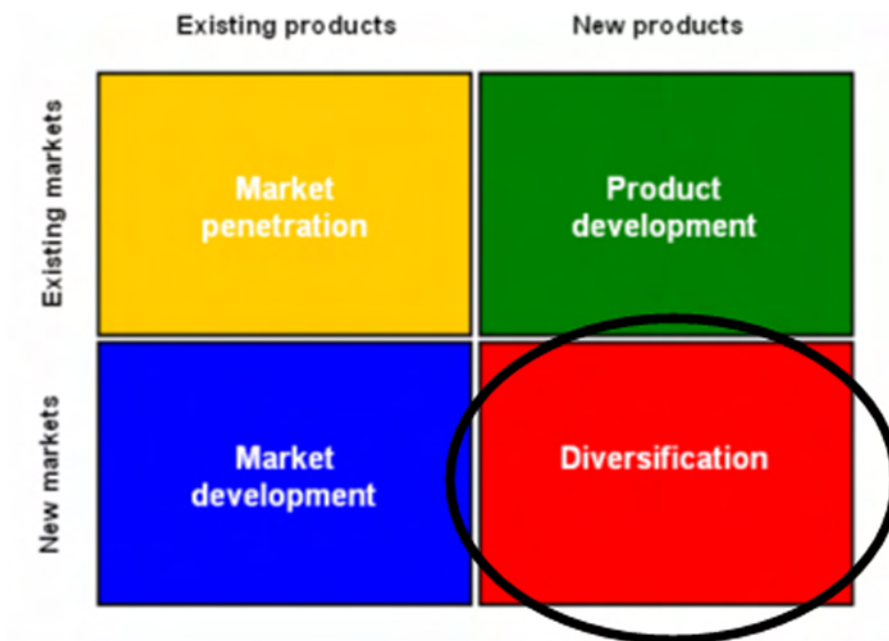 Existing products
New products
Existing markets
Market
penetration
Product
development
New markets
Market
development
Diversification